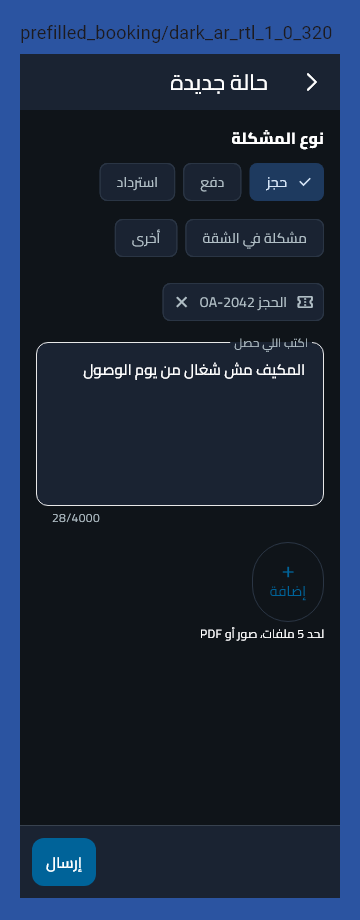 prefilled_booking/dark_ar_rtl_1_0_320
حالة جديدة
نوع المشكلة
حجز
دفع
استرداد
مشكلة في الشقة
أخرى
الحجز OA-2042
اكتب اللي حصل
المكيف مش شغال من يوم الوصول
28/4000
+
إضافة
لحد 5 ملفات، صور أو PDF
إرسال